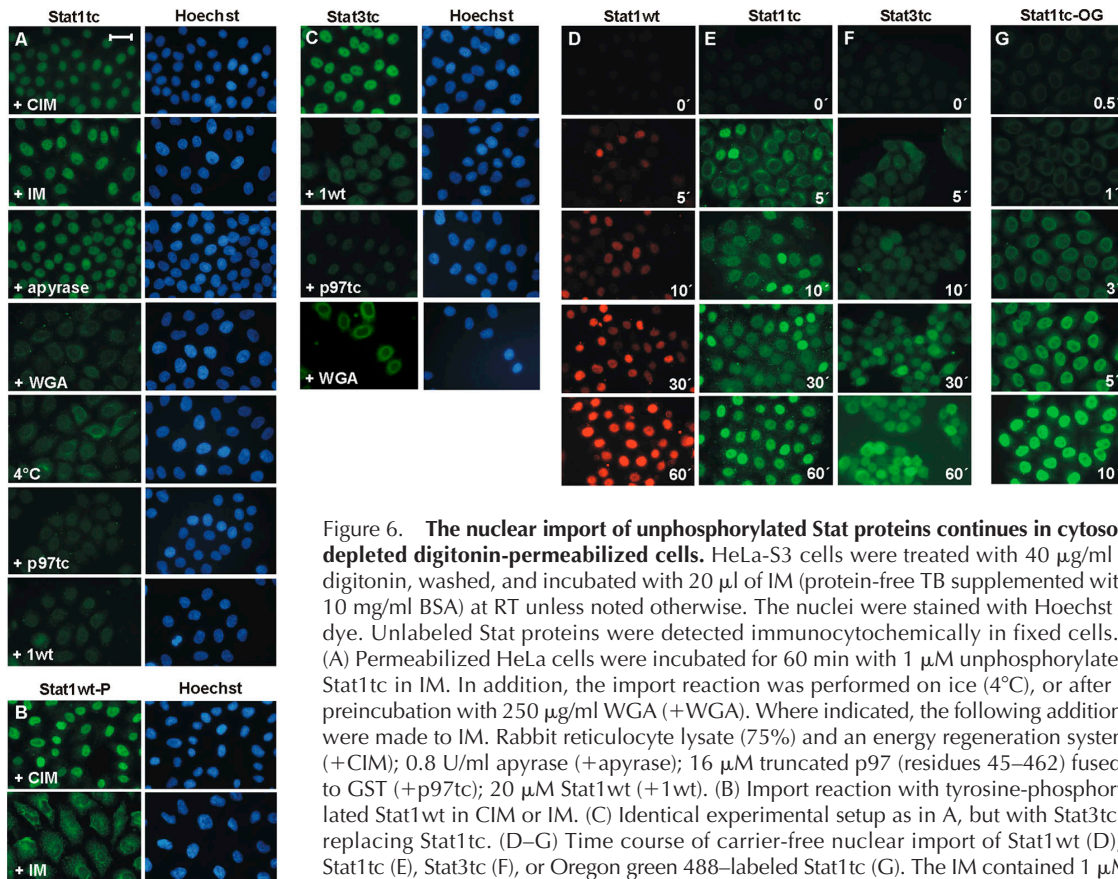 Stat1tc Hoechst
A
+ CIM
+ IM
+ apyrase
+ WGA
4°C
+ p97tc
+ 1wt
Stat1wt-P Hoechst
B
+ CIM
+ IM
Stat3tc Hoechst
C
+ 1wt
+ p97tc
+ WGA
Stat1wt Stat1tc Stat3tc
D E F
0´ 0´ 0´
5´ 5´ 5´
10´ 10´ 10´
30´ 30´ 30´
60´ 60´ 60´
Stat1tc-OG
G
0.5´
1´
3´
5´
10
Figure 6. The nuclear import of unphosphorylated Stat proteins continues in cytoso
depleted digitonin-permeabilized cells. HeLa-S3 cells were treated with 40 μg/ml
digitonin, washed, and incubated with 20 μl of IM (protein-free TB supplemented wit
10 mg/ml BSA) at RT unless noted otherwise. The nuclei were stained with Hoechst
dye. Unlabeled Stat proteins were detected immunocytochemically in fixed cells.
(A) Permeabilized HeLa cells were incubated for 60 min with 1 μM unphosphorylate
Stat1tc in IM. In addition, the import reaction was performed on ice (4°C), or after
preincubation with 250 μg/ml WGA (+WGA). Where indicated, the following addition
were made to IM. Rabbit reticulocyte lysate (75%) and an energy regeneration system
(+CIM); 0.8 U/ml apyrase (+apyrase); 16 μM truncated p97 (residues 45–462) fused
to GST (+p97tc); 20 μM Stat1wt (+1wt). (B) Import reaction with tyrosine-phosphor
lated Stat1wt in CIM or IM. (C) Identical experimental setup as in A, but with Stat3tc
replacing Stat1tc. (D–G) Time course of carrier-free nuclear import of Stat1wt (D),
Stat1tc (E), Stat3tc (F), or Oregon green 488–labeled Stat1tc (G). The IM contained 1 μM